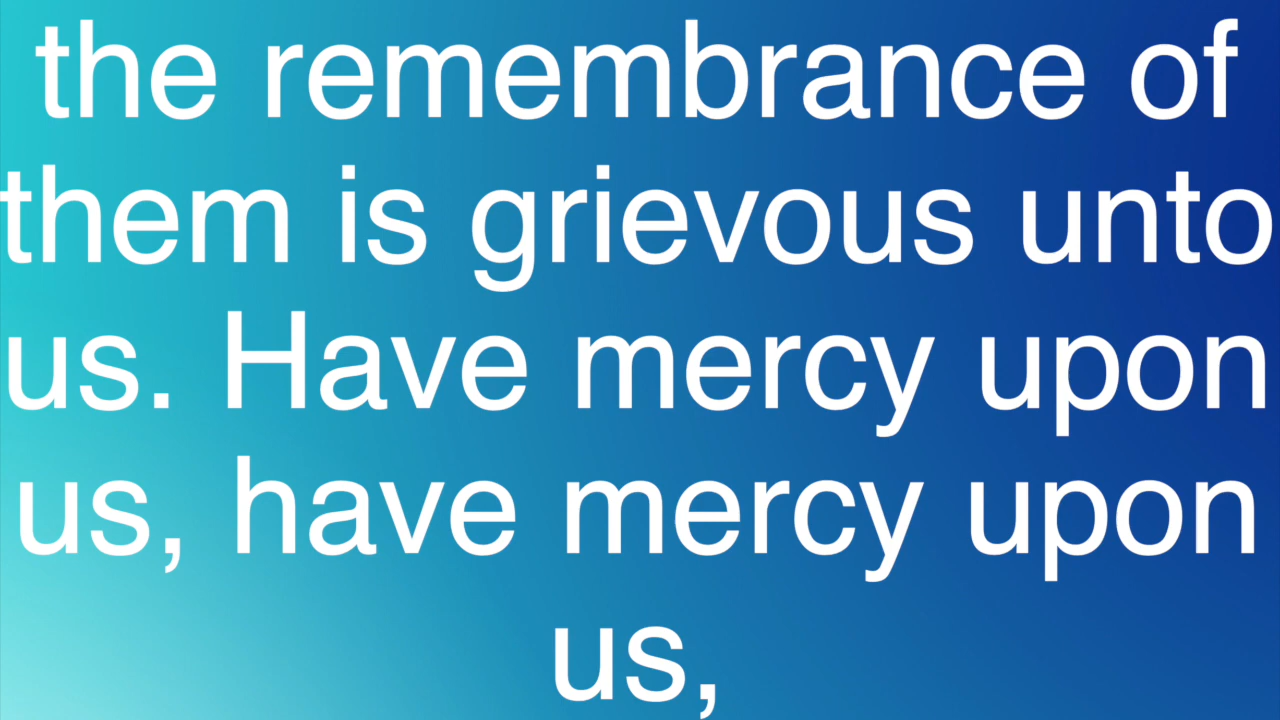 the remembrance of
them is grievous unto
us. Have mercy upon
us, have mercy upon
us,